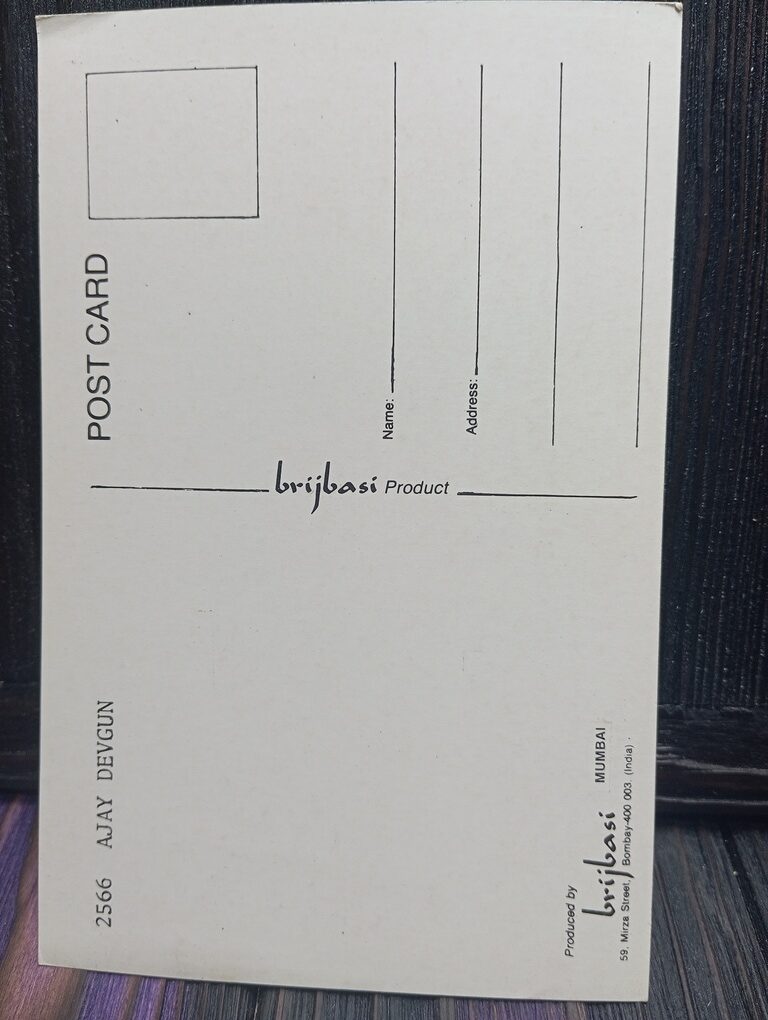 2566 AJAY DEVGUN
Produced by
brijbasi MUMBAI
59, Mirza Street, Bombay-400 003. (India)
brijbasi Product
POST CARD
Name:
Address: